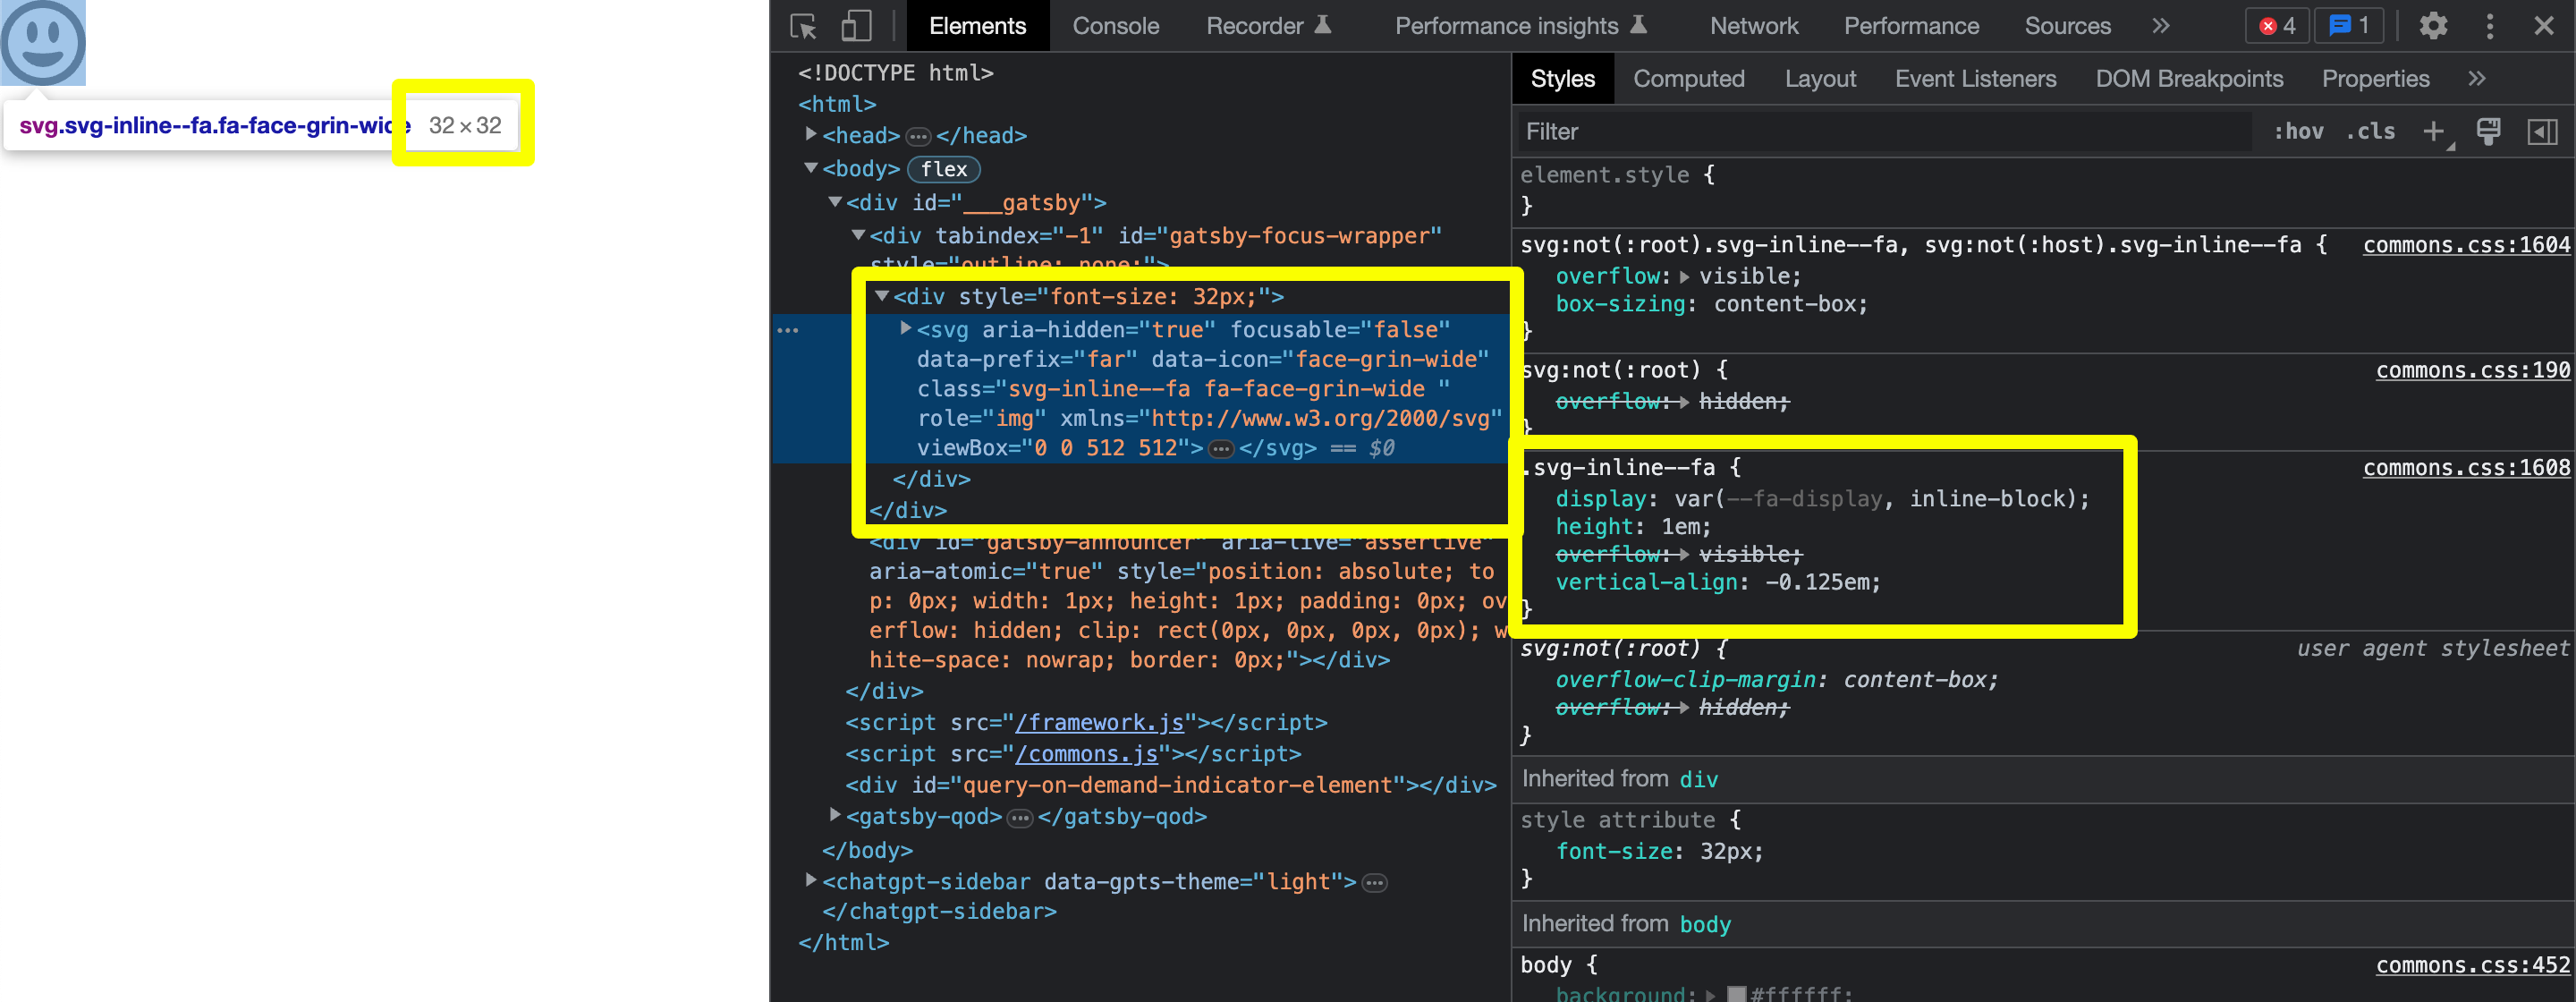 svg.svg-inline--fa.fa-face-grin-wide 32 × 32
Elements Console Recorder Performance insights Network Performance Sources » 4 1
<!DOCTYPE html>
<html>
<head> ⋯ </head>
<body> flex
<div id="___gatsby">
<div tabindex="-1" id="gatsby-focus-wrapper"
style="outline: none;">
<div style="font-size: 32px;">
<svg aria-hidden="true" focusable="false"
data-prefix="far" data-icon="face-grin-wide"
class="svg-inline--fa fa-face-grin-wide "
role="img" xmlns="http://www.w3.org/2000/svg"
viewBox="0 0 512 512"> ⋯ </svg> == $0
</div>
</div>
<div id="gatsby-announcer" aria-live="assertive"
aria-atomic="true" style="position: absolute; to
p: 0px; width: 1px; height: 1px; padding: 0px; ov
erflow: hidden; clip: rect(0px, 0px, 0px, 0px); w
hite-space: nowrap; border: 0px;"></div>
</div>
<script src="/framework.js"></script>
<script src="/commons.js"></script>
<div id="query-on-demand-indicator-element"></div>
<gatsby-qod> ⋯ </gatsby-qod>
</body>
<chatgpt-sidebar data-gpts-theme="light"> ⋯
</chatgpt-sidebar>
</html>
Styles Computed Layout Event Listeners DOM Breakpoints Properties »
Filter :hov .cls +
element.style {
}
svg:not(:root).svg-inline--fa, svg:not(:host).svg-inline--fa { commons.css:1604
overflow: visible;
box-sizing: content-box;
}
svg:not(:root) { commons.css:190
overflow: hidden;
}
.svg-inline--fa { commons.css:1608
display: var(--fa-display, inline-block);
height: 1em;
overflow: visible;
vertical-align: -0.125em;
}
svg:not(:root) { user agent stylesheet
overflow-clip-margin: content-box;
overflow: hidden;
}
Inherited from div
style attribute {
font-size: 32px;
}
Inherited from body
body { commons.css:452
background: #ffffff;